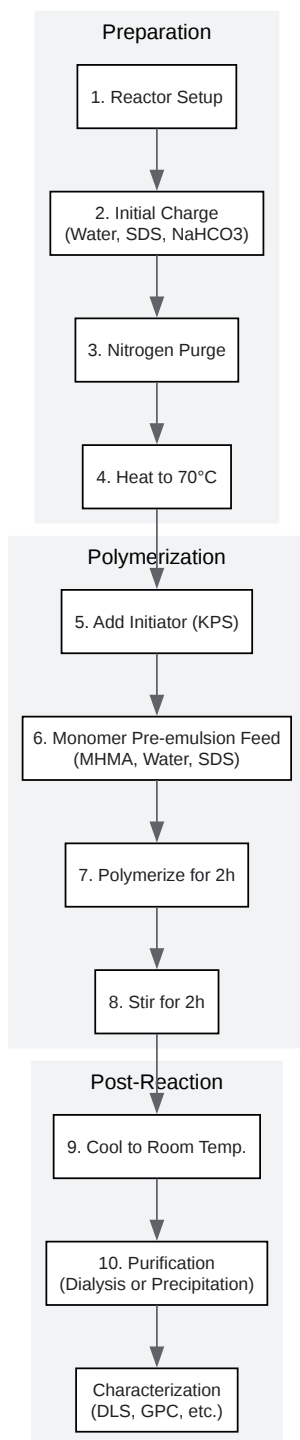 Preparation
1. Reactor Setup
2. Initial Charge
(Water, SDS, NaHCO3)
3. Nitrogen Purge
4. Heat to 70°C
Polymerization
5. Add Initiator (KPS)
6. Monomer Pre-emulsion Feed
(MHMA, Water, SDS)
7. Polymerize for 2h
8. Stir for 2h
Post-Reaction
9. Cool to Room Temp.
10. Purification
(Dialysis or Precipitation)
Characterization
(DLS, GPC, etc.)